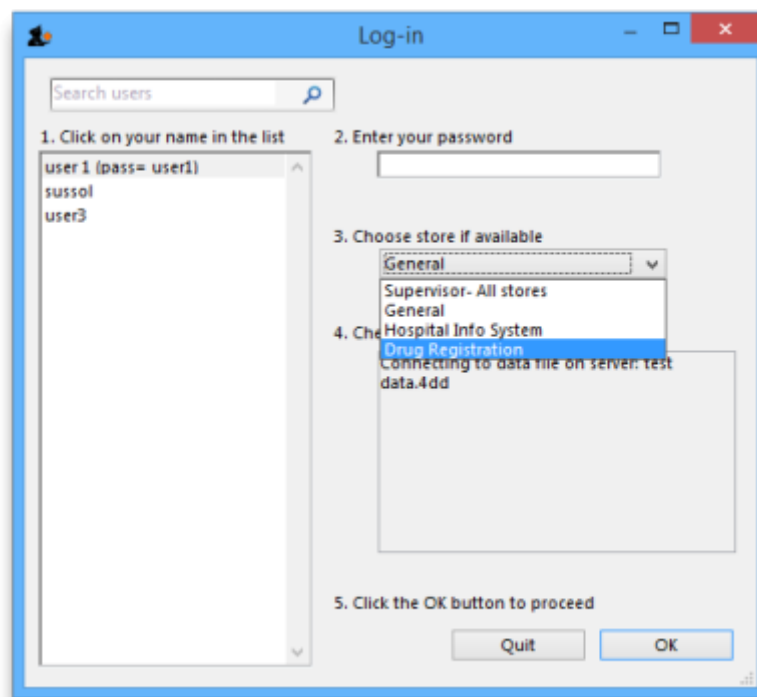 Log-in
Search users
1. Click on your name in the list
user 1 (pass= user1)
sussol
user3
2. Enter your password
3. Choose store if available
General
Supervisor- All stores
General
Hospital Info System
Drug Registration
4. Che
Connecting to data file on server: test
data.4dd
5. Click the OK button to proceed
Quit
OK